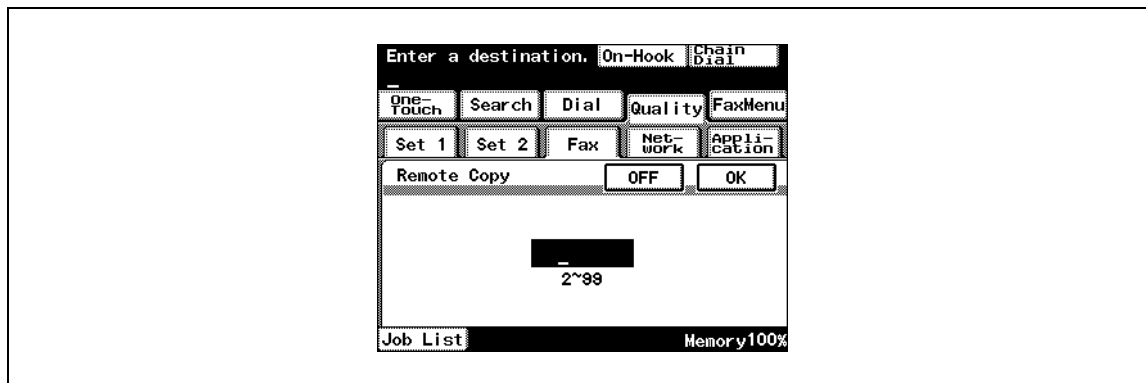 Enter a destination. On-Hook Chain Dial
One-Touch Search Dial Quality FaxMenu
Set 1 Set 2 Fax Net-work Appli-cation
Remote Copy OFF OK
2~99
Job List Memory100%